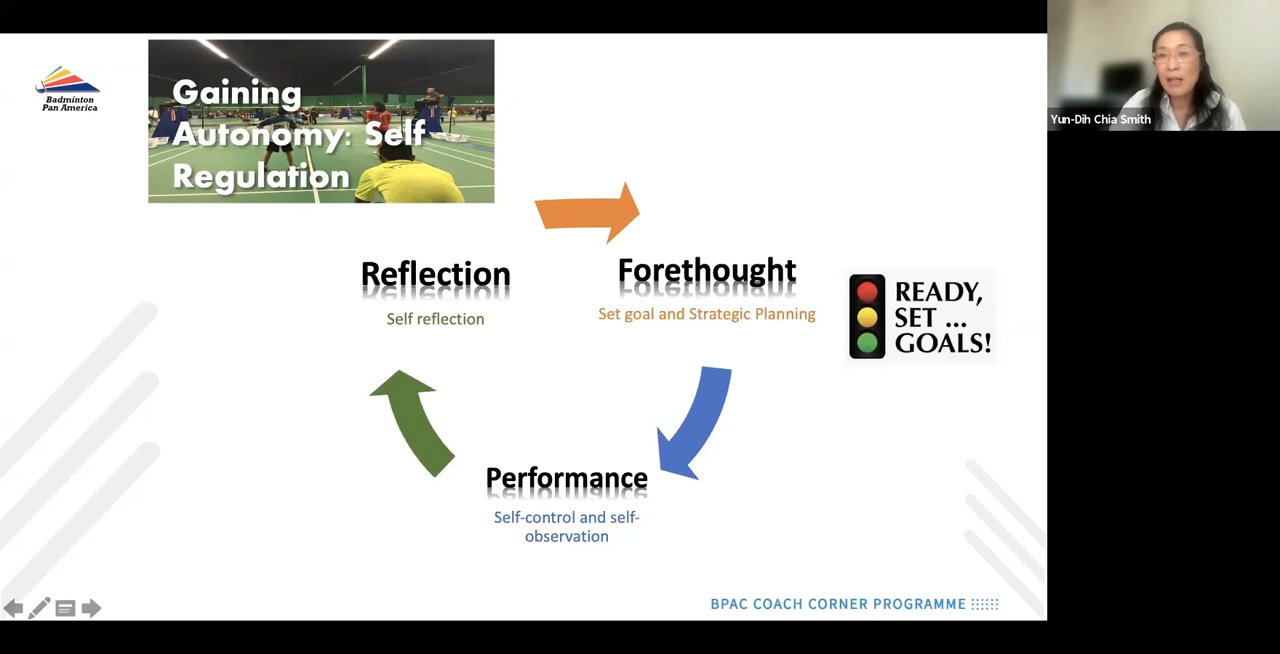 Badminton
Pan America
Gaining
Autonomy: Self
Regulation
Yun-Dih Chia Smith
Reflection
Self reflection
Forethought
Set goal and Strategic Planning
READY,
SET ...
GOALS!
Performance
Self-control and self-
observation
BPAC COACH CORNER PROGRAMME